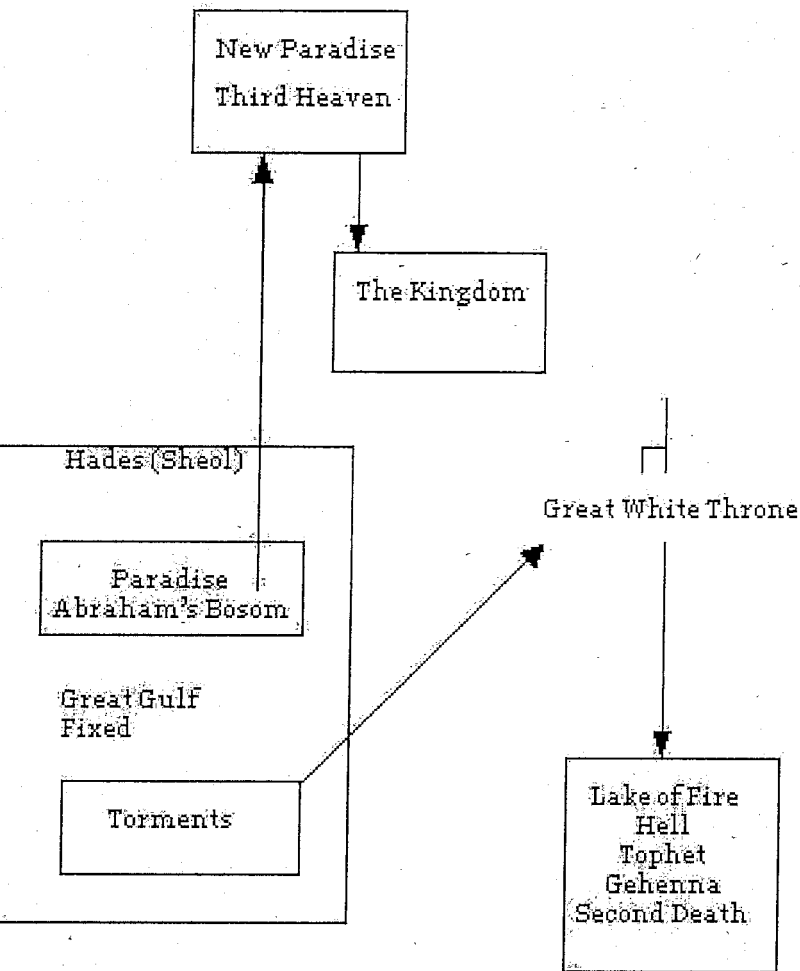 New Paradise
Third Heaven
The Kingdom
Hades (Sheol)
Great White Throne
Paradise
Abraham's Bosom
Great Gulf
Fixed
Torments
Lake of Fire
Hell
Tophet
Gehenna
Second Death